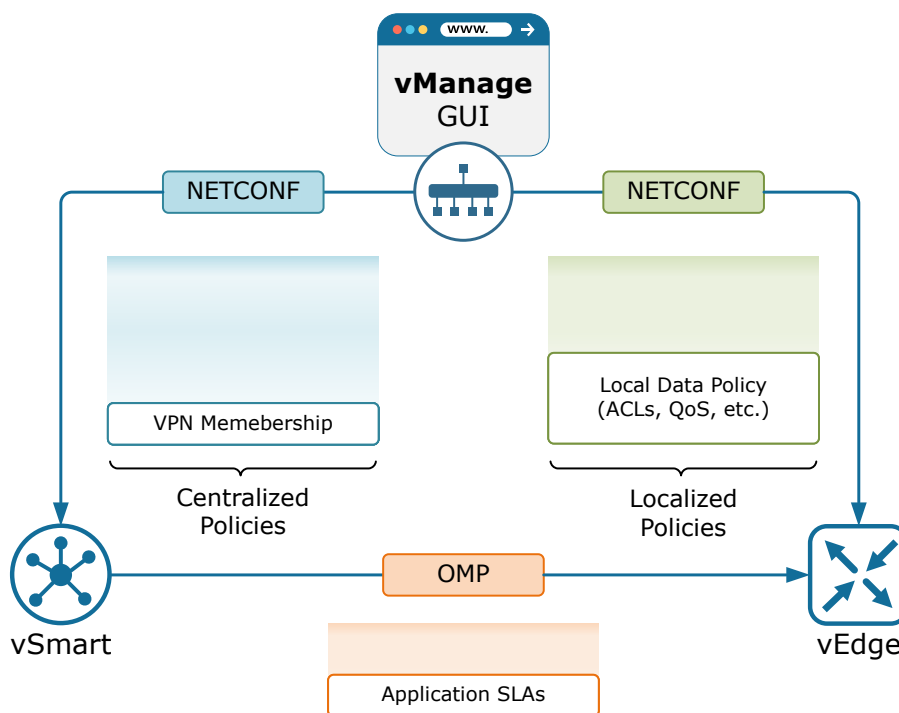 www.
vManage
GUI
NETCONF
NETCONF
VPN Memebership
Local Data Policy
(ACLs, QoS, etc.)
Centralized
Policies
Localized
Policies
OMP
vSmart
vEdge
Application SLAs